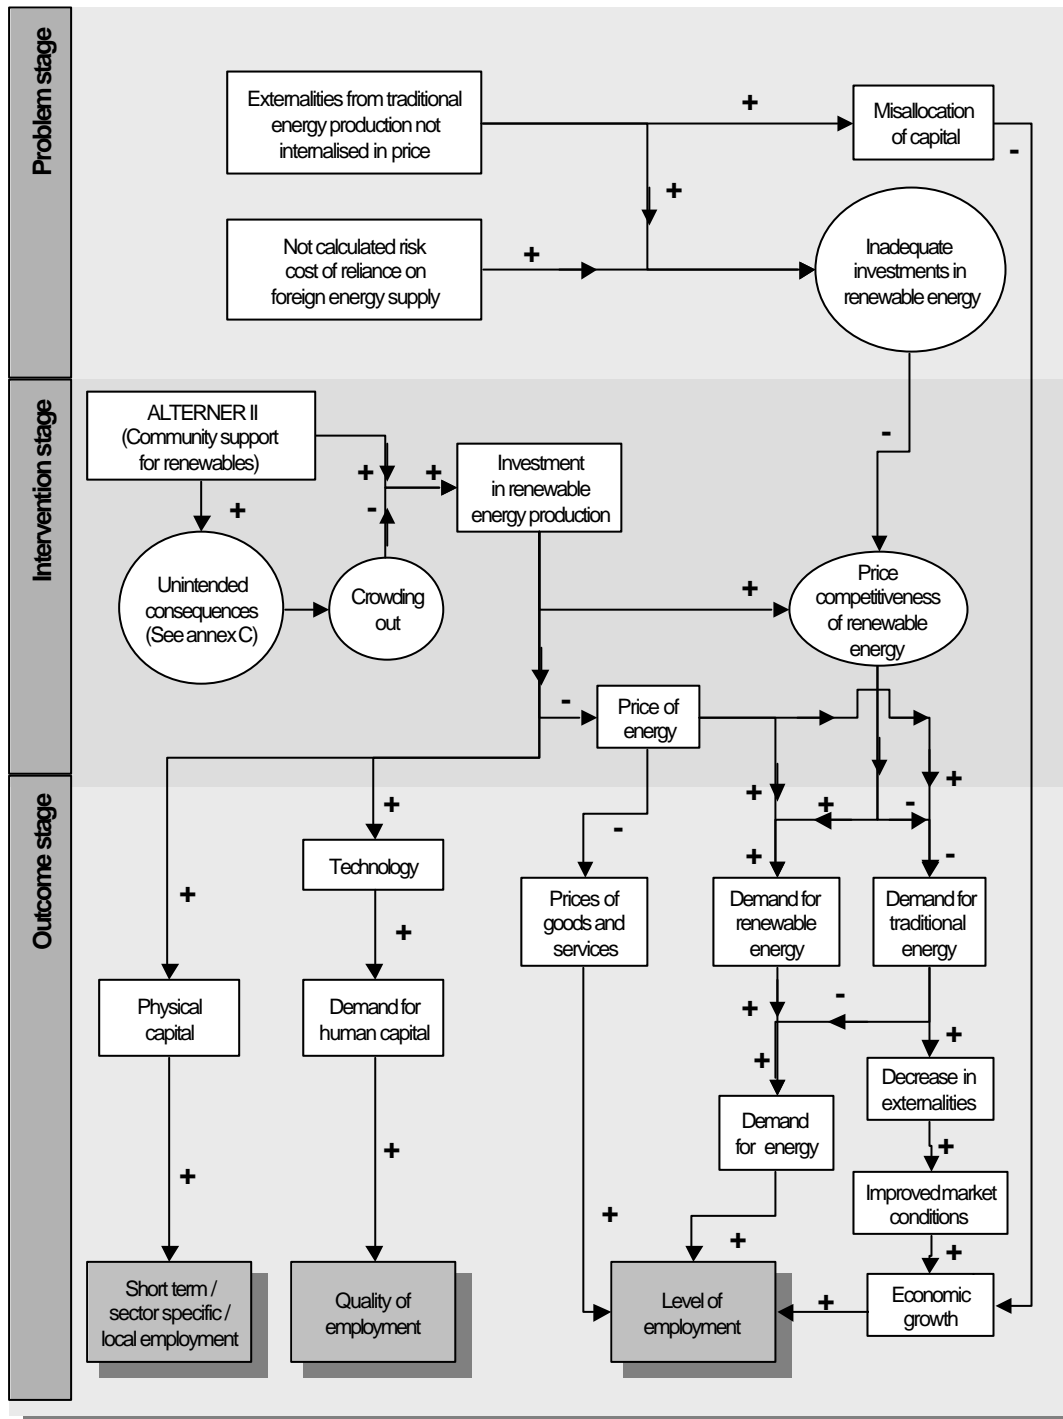 Problem stage
Externalities from traditional
energy production not
internalised in price
+
Misallocation
of capital
-
+
Not calculated risk
cost of reliance on
foreign energy supply
+
Inadequate
investments in
renewable energy
Intervention stage
ALTERNER II
(Community support
for renewables)
-
+
+
-
+
Investment
in renewable
energy production
Unintended
consequences
(See annex C)
Crowding
out
+
Price
competitiveness
of renewable
energy
-
Price of
energy
Outcome stage
+
+
+
-
+
-
Technology
+
-
+
Prices of
goods and
services
Demand for
renewable
energy
Demand for
traditional
energy
+
Physical
capital
Demand for
human capital
-
+
+
+
Decrease in
externalities
Demand
for energy
+
+
+
Improved market
conditions
+
+
+
Short term /
sector specific /
local employment
Quality of
employment
Level of
employment
+
Economic
growth